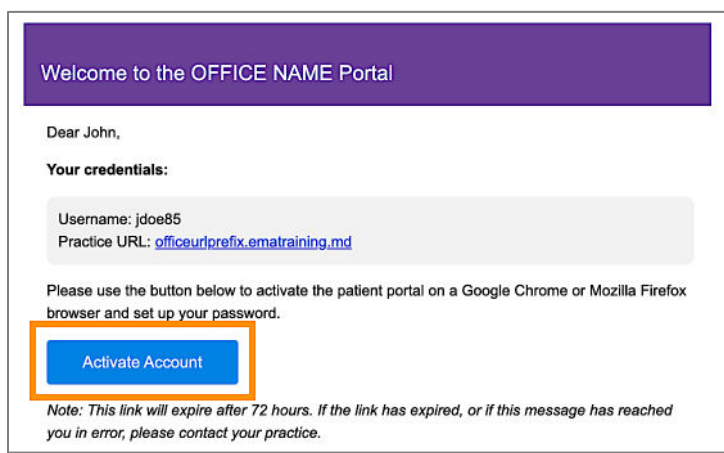 Welcome to the OFFICE NAME Portal
Dear John,
Your credentials:
Username: jdoe85
Practice URL: officeurlprefix.ematraining.md
Please use the button below to activate the patient portal on a Google Chrome or Mozilla Firefox
browser and set up your password.
Activate Account
Note: This link will expire after 72 hours. If the link has expired, or if this message has reached
you in error, please contact your practice.